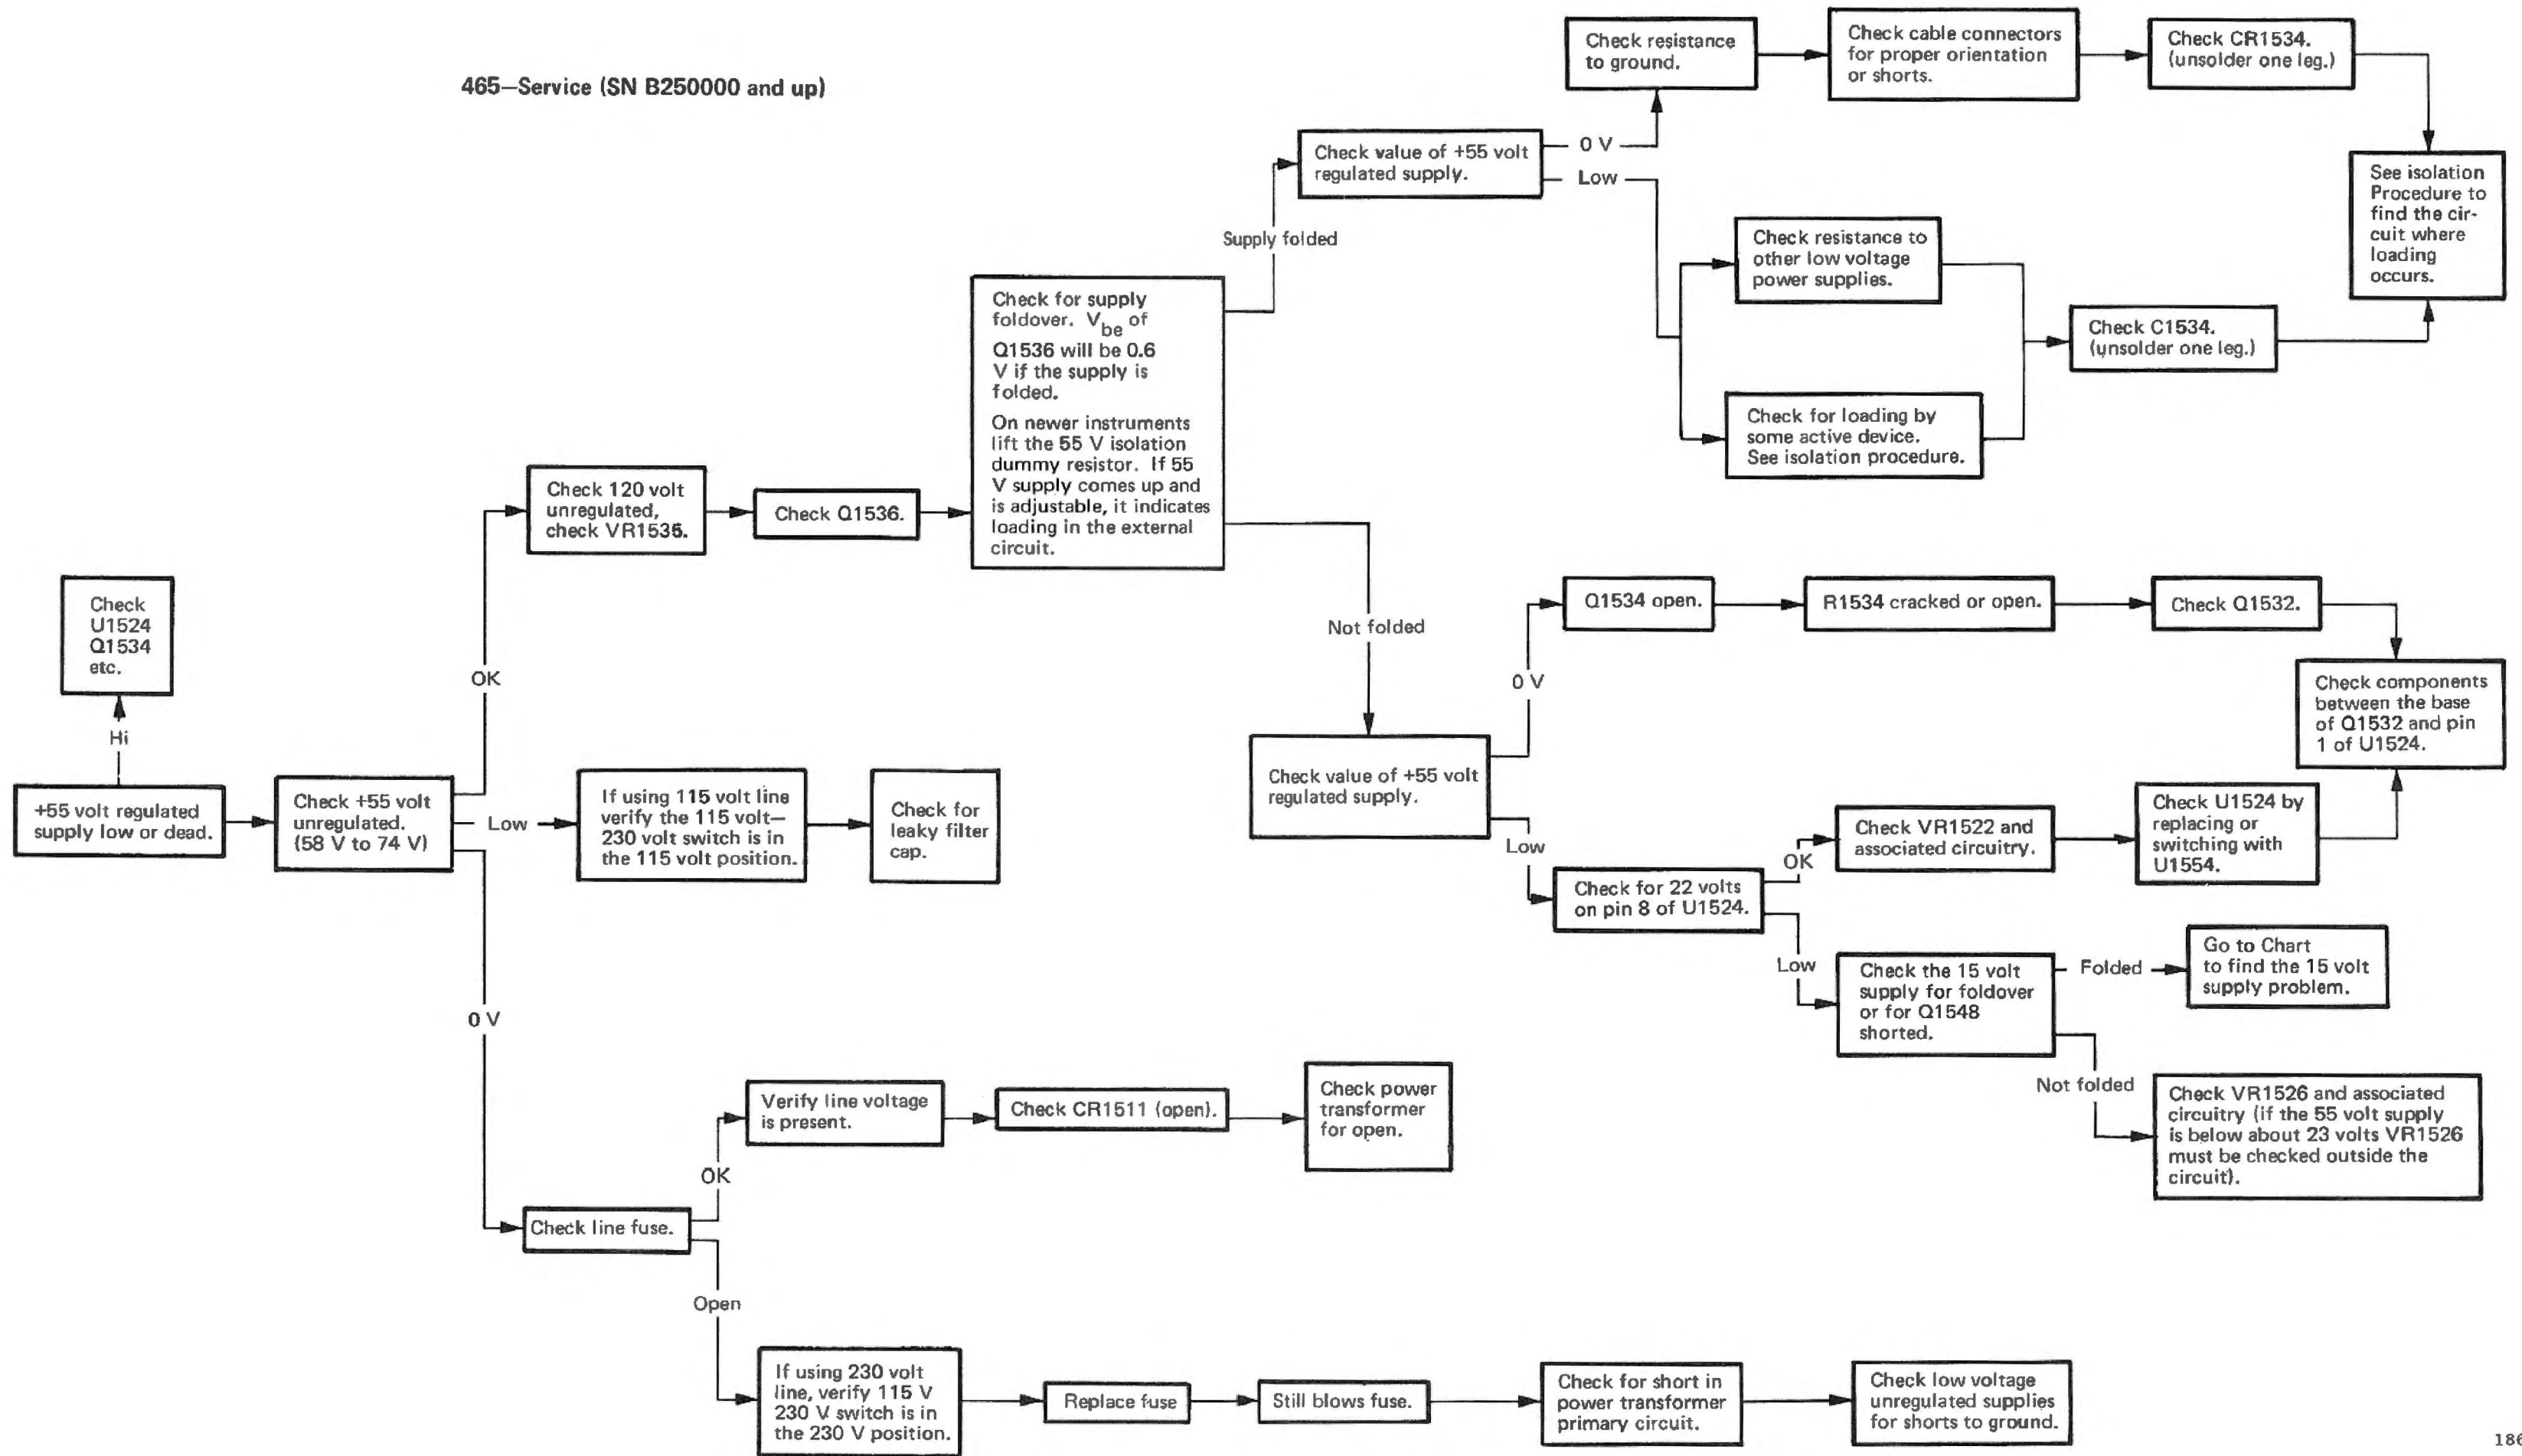 465—Service (SN B250000 and up)
Check resistance
to ground.
Check cable connectors
for proper orientation
or shorts.
Check CR1534.
(unsolder one leg.)
Check value of +55 volt
regulated supply.
0 V
Low
See isolation
Procedure to
find the cir-
cuit where
loading
occurs.
Supply folded
Check resistance to
other low voltage
power supplies.
Check C1534.
(unsolder one leg.)
Check for loading by
some active device.
See isolation procedure.
Check for supply
foldover. Vbe of
Q1536 will be 0.6
V if the supply is
folded.
On newer instruments
lift the 55 V isolation
dummy resistor. If 55
V supply comes up and
is adjustable, it indicates
loading in the external
circuit.
Check 120 volt
unregulated,
check VR1535.
Check Q1536.
Check
U1524
Q1534
etc.
Hi
OK
Not folded
Q1534 open.
R1534 cracked or open.
Check Q1532.
0 V
Check components
between the base
of Q1532 and pin
1 of U1524.
+55 volt regulated
supply low or dead.
Check +55 volt
unregulated.
(58 V to 74 V)
Low
If using 115 volt line
verify the 115 volt—
230 volt switch is in
the 115 volt position.
Check for
leaky filter
cap.
Check value of +55 volt
regulated supply.
Low
Check for 22 volts
on pin 8 of U1524.
OK
Check VR1522 and
associated circuitry.
Check U1524 by
replacing or
switching with
U1554.
Low
Check the 15 volt
supply for foldover
or for Q1548
shorted.
Folded
Go to Chart
to find the 15 volt
supply problem.
Not folded
Check VR1526 and associated
circuitry (if the 55 volt supply
is below about 23 volts VR1526
must be checked outside the
circuit).
0 V
Check line fuse.
OK
Verify line voltage
is present.
Check CR1511 (open).
Check power
transformer
for open.
Open
If using 230 volt
line, verify 115 V
230 V switch is in
the 230 V position.
Replace fuse
Still blows fuse.
Check for short in
power transformer
primary circuit.
Check low voltage
unregulated supplies
for shorts to ground.